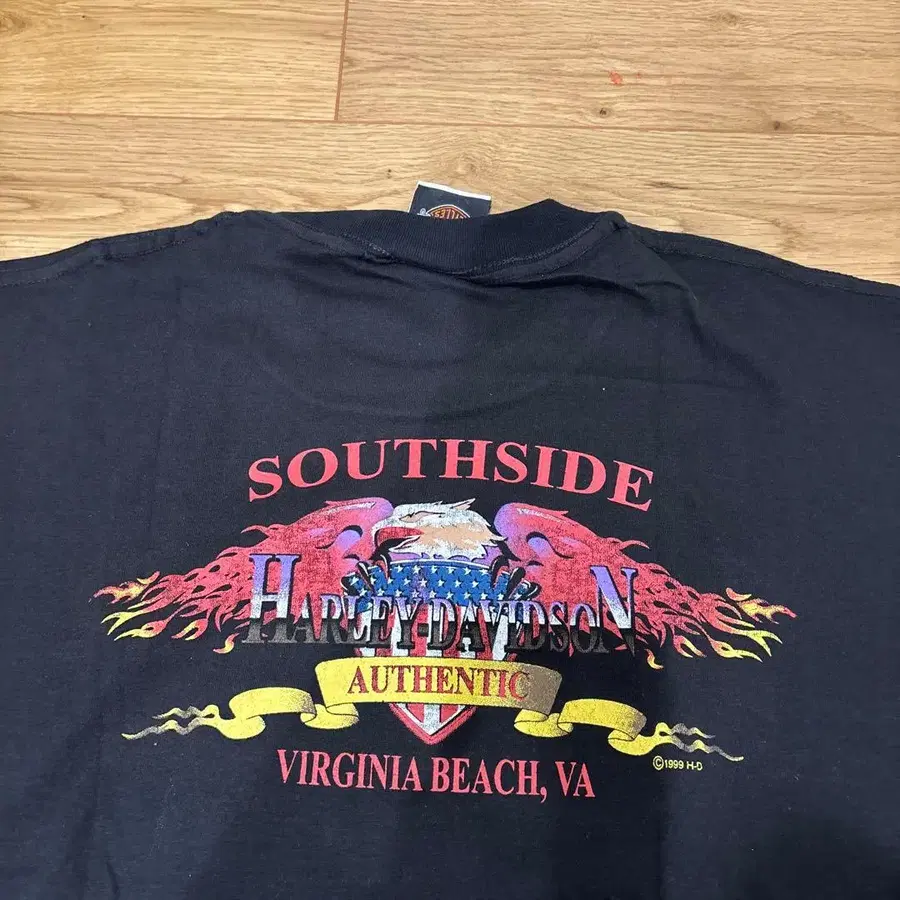 SOUTHSIDE
HARLEY-DAVIDSON
AUTHENTIC
VIRGINIA BEACH, VA
©1999 H-D